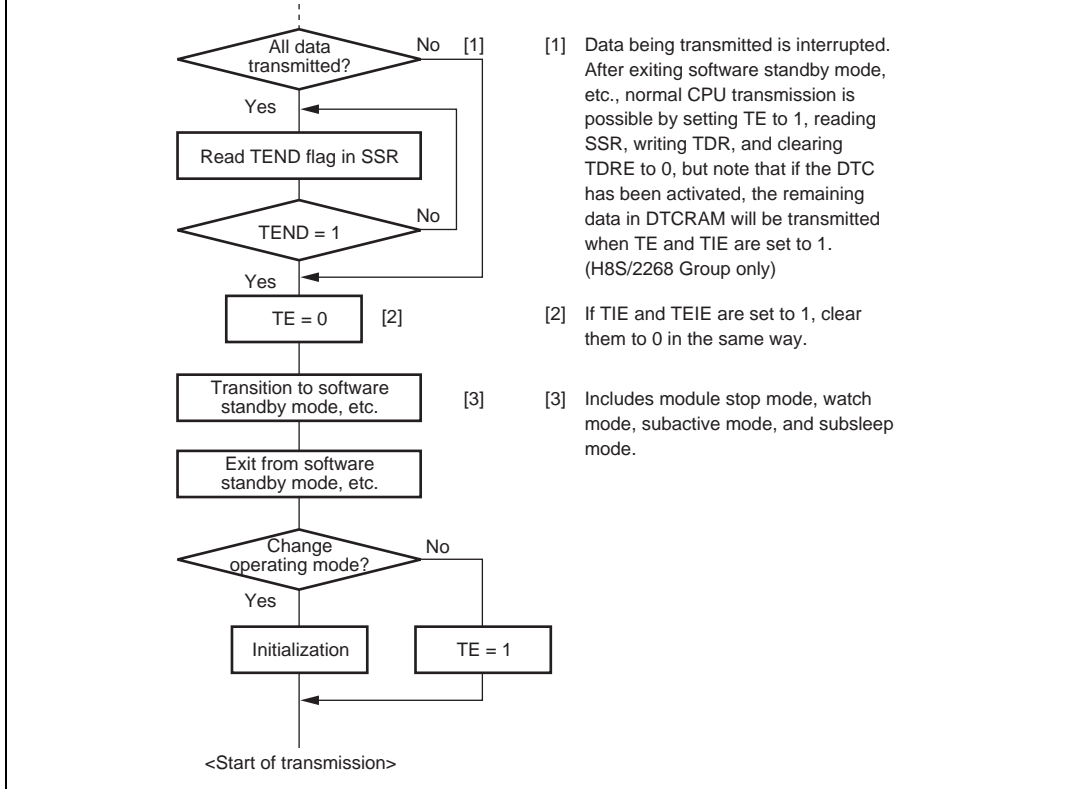 All data
transmitted?
No [1]
Yes
Read TEND flag in SSR
TEND = 1
No
Yes
TE = 0 [2]
Transition to software
standby mode, etc.
[3]
Exit from software
standby mode, etc.
Change
operating mode?
No
Yes
Initialization
TE = 1
<Start of transmission>
[1] Data being transmitted is interrupted.
After exiting software standby mode,
etc., normal CPU transmission is
possible by setting TE to 1, reading
SSR, writing TDR, and clearing
TDRE to 0, but note that if the DTC
has been activated, the remaining
data in DTCRAM will be transmitted
when TE and TIE are set to 1.
(H8S/2268 Group only)
[2] If TIE and TEIE are set to 1, clear
them to 0 in the same way.
[3] Includes module stop mode, watch
mode, subactive mode, and subsleep
mode.